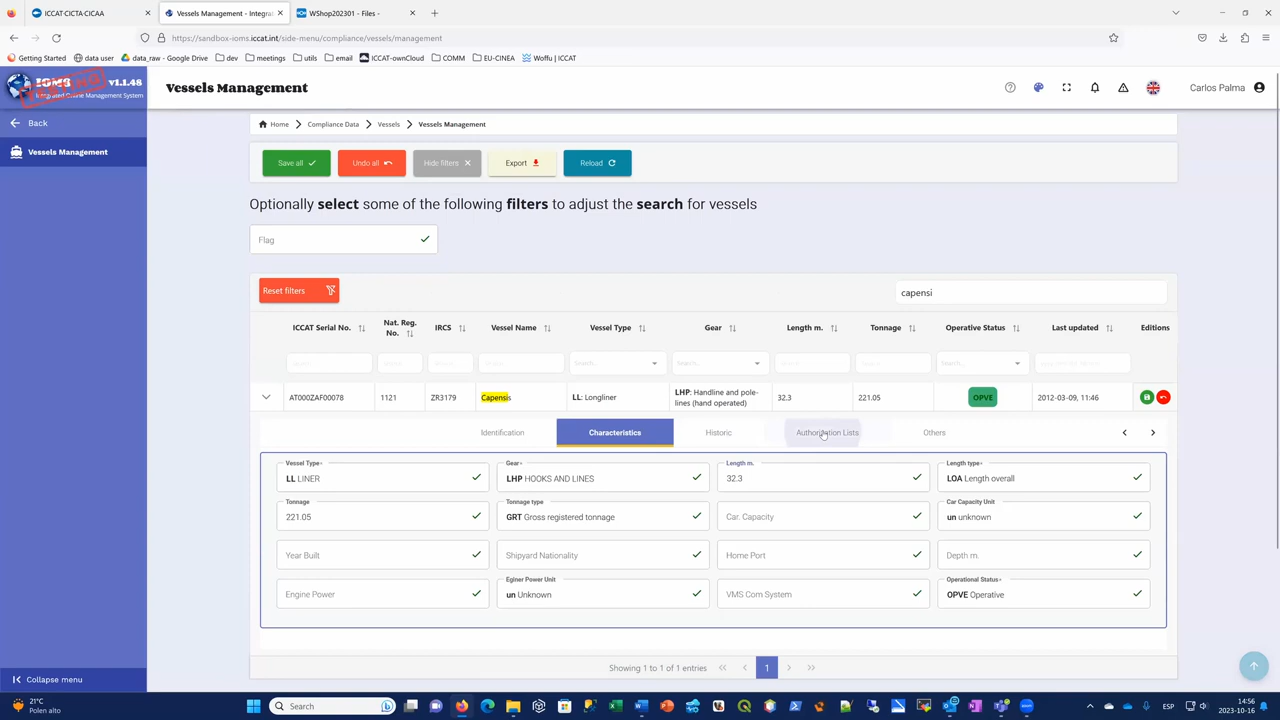 ICCAT·CICTA·CICAA
Vessels Management - Integrat
WShop202301 - Files -
https://sandbox-ioms.iccat.int/side-menu/compliance/vessels/management
Getting Started
data user
data_raw - Google Drive
dev
meetings
utils
email
ICCAT-ownCloud
COMM
EU-CINEA
Woffu | ICCAT
IOMS v1.1.48
Integrated Online Management System
Vessels Management
Carlos Palma
Back
Vessels Management
Home
Compliance Data
Vessels
Vessels Management
Save all
Undo all
Hide filters
Export
Reload
Optionally select some of the following filters to adjust the search for vessels
Flag
Reset filters
capensi
ICCAT Serial No.
Nat. Reg. No.
IRCS
Vessel Name
Vessel Type
Gear
Length m.
Tonnage
Operative Status
Last updated
Editions
Search...
Search...
Search...
AT000ZAF00078
1121
ZR3179
Capensis
LL: Longliner
LHP: Handline and pole-lines (hand operated)
32.3
221.05
OPVE
2012-03-09, 11:46
Identification
Characteristics
Historic
Authorization Lists
Others
Vessel Type*
LL LINER
Gear*
LHP HOOKS AND LINES
Length m.
32.3
Length type*
LOA Length overall
Tonnage
221.05
Tonnage type
GRT Gross registered tonnage
Car. Capacity
Car Capacity Unit
un unknown
Year Built
Shipyard Nationality
Home Port
Depth m.
Engine Power
Eginer Power Unit
un Unknown
VMS Com System
Operational Status*
OPVE Operative
Showing 1 to 1 of 1 entries
1
Collapse menu
21°C
Polen alto
Search
ESP
14:56
2023-10-16